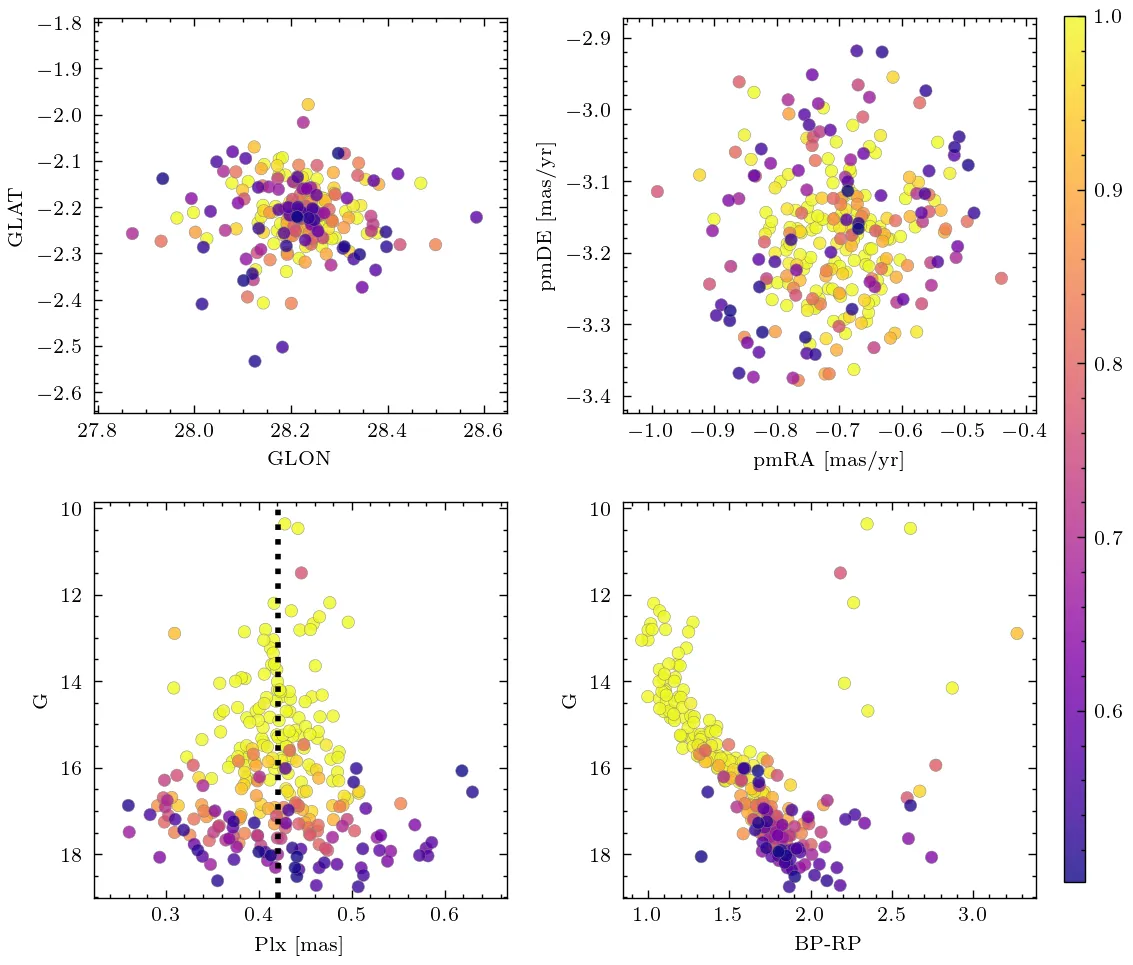 −1.8
−1.9
−2.0
−2.1
−2.2
−2.3
−2.4
−2.5
−2.6
GLAT
27.8 28.0 28.2 28.4 28.6
GLON
−2.9
−3.0
−3.1
−3.2
−3.3
−3.4
pmDE [mas/yr]
−1.0 −0.9 −0.8 −0.7 −0.6 −0.5 −0.4
pmRA [mas/yr]
10
12
14
16
18
G
0.3 0.4 0.5 0.6
Plx [mas]
10
12
14
16
18
G
1.0 1.5 2.0 2.5 3.0
BP-RP
1.0
0.9
0.8
0.7
0.6